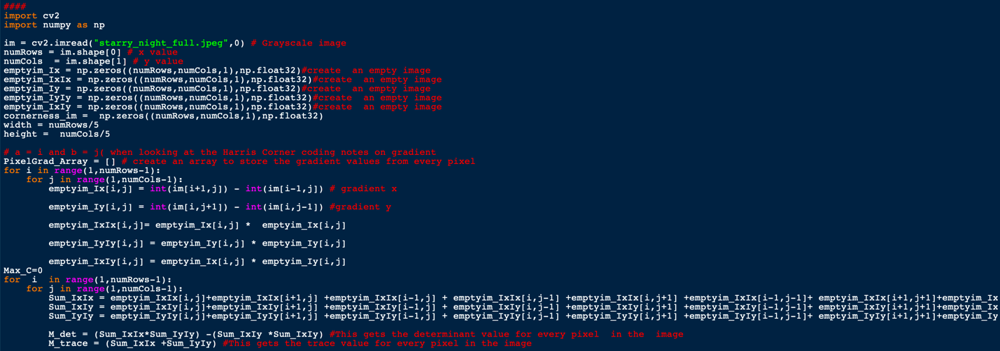 ####
import cv2
import numpy as np
im = cv2.imread("starry_night_full.jpeg",0) # Grayscale image
numRows = im.shape[0] # x value
numCols  = im.shape[1] # y value
emptyim_Ix = np.zeros((numRows,numCols,1),np.float32)#create  an empty image
emptyim_IxIx = np.zeros((numRows,numCols,1),np.float32)#create  an empty image
emptyim_Iy = np.zeros((numRows,numCols,1),np.float32)#create  an empty image
emptyim_IyIy = np.zeros((numRows,numCols,1),np.float32)#create  an empty image
emptyim_IxIy = np.zeros((numRows,numCols,1),np.float32)#create  an empty image
cornerness_im =  np.zeros((numRows,numCols,1),np.float32)
width = numRows/5
height =  numCols/5
# a = i and b = j( when looking at the Harris Corner coding notes on gradient
PixelGrad_Array = [] # create an array to store the gradient values from every pixel
for i in range(1,numRows-1):
    for j in range(1,numCols-1):
        emptyim_Ix[i,j] = int(im[i+1,j]) - int(im[i-1,j]) # gradient x
        emptyim_Iy[i,j] = int(im[i,j+1]) - int(im[i,j-1]) #gradient y
        emptyim_IxIx[i,j]= emptyim_Ix[i,j] *  emptyim_Ix[i,j]
        emptyim_IyIy[i,j] = emptyim_Iy[i,j] * emptyim_Iy[i,j]
        emptyim_IxIy[i,j] = emptyim_Ix[i,j] * emptyim_Iy[i,j]
Max_C=0
for  i  in range(1,numRows-1):
    for j in range(1,numCols-1):
        Sum_IxIx = emptyim_IxIx[i,j]+emptyim_IxIx[i+1,j] +emptyim_IxIx[i-1,j] + emptyim_IxIx[i,j-1] +emptyim_IxIx[i,j+1] +emptyim_IxIx[i-1,j-1]+ emptyim_IxIx[i+1,j+1]+emptyim_Ix
        Sum_IxIy = emptyim_IxIy[i,j]+emptyim_IxIy[i+1,j] +emptyim_IxIy[i-1,j] + emptyim_IxIy[i,j-1] +emptyim_IxIy[i,j+1] +emptyim_IxIy[i-1,j-1]+ emptyim_IxIy[i+1,j+1]+emptyim_Ix
        Sum_IyIy = emptyim_IyIy[i,j]+emptyim_IyIy[i+1,j] +emptyim_IyIy[i-1,j] + emptyim_IyIy[i,j-1] +emptyim_IyIy[i,j+1] +emptyim_IyIy[i-1,j-1]+ emptyim_IyIy[i+1,j+1]+emptyim_Iy
        M_det = (Sum_IxIx*Sum_IyIy) -(Sum_IxIy *Sum_IxIy) #This gets the determinant value for every pixel  in the  image
        M_trace = (Sum_IxIx +Sum_IyIy) #This gets the trace value for every pixel in the image